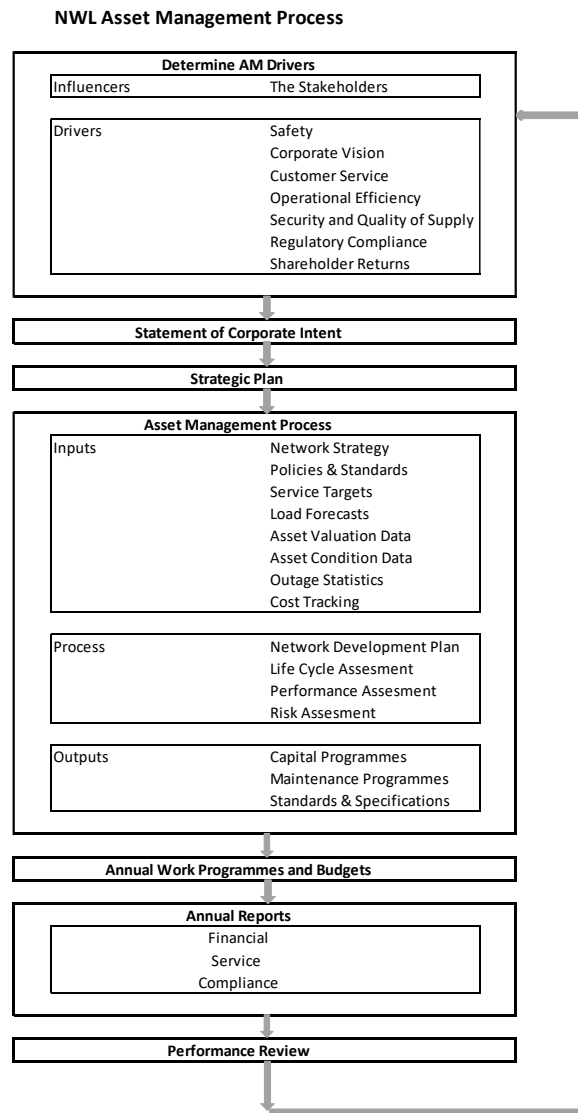 NWL Asset Management Process
Determine AM Drivers
Influencers The Stakeholders
Drivers Safety
Corporate Vision
Customer Service
Operational Efficiency
Security and Quality of Supply
Regulatory Compliance
Shareholder Returns
Statement of Corporate Intent
Strategic Plan
Asset Management Process
Inputs Network Strategy
Policies & Standards
Service Targets
Load Forecasts
Asset Valuation Data
Asset Condition Data
Outage Statistics
Cost Tracking
Process Network Development Plan
Life Cycle Assesment
Performance Assesment
Risk Assesment
Outputs Capital Programmes
Maintenance Programmes
Standards & Specifications
Annual Work Programmes and Budgets
Annual Reports
Financial
Service
Compliance
Performance Review